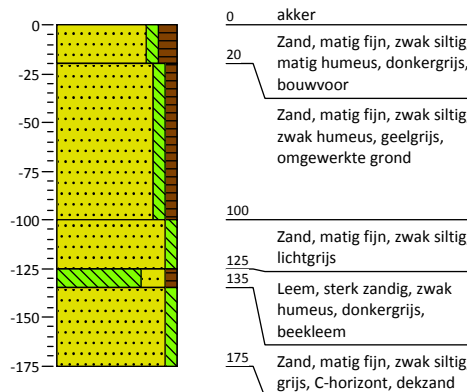 0
-25
-50
-75
-100
-125
-150
-175
0 akker
Zand, matig fijn, zwak siltig,
20 matig humeus, donkergrijs,
bouwvoor
Zand, matig fijn, zwak siltig,
zwak humeus, geelgrijs,
omgewerkte grond
100
Zand, matig fijn, zwak siltig,
125 lichtgrijs
135 Leem, sterk zandig, zwak
humeus, donkergrijs,
beekleem
175 Zand, matig fijn, zwak siltig,
grijs, C-horizont, dekzand